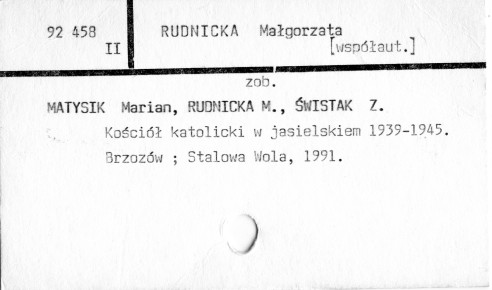 92 458
II
RUDNICKA Małgorzata
[współaut.]
zob.
MATYSIK Marian, RUDNICKA M., ŚWISTAK Z.
Kościół katolicki w jasielskiem 1939-1945.
Brzozów ; Stalowa Wola, 1991.